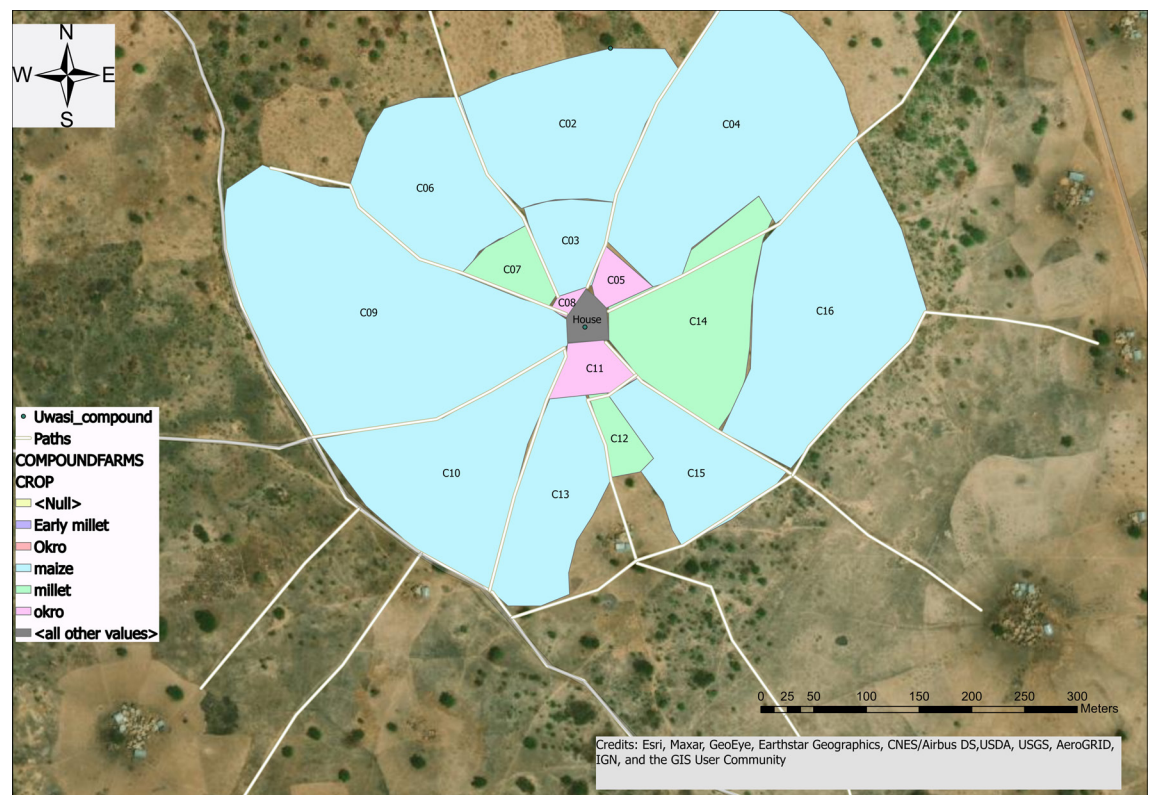 N
W E
S
C02
C04
C06
C03
C07
C05
C08
C09
House
C14
C16
C11
C12
C10
C13
C15
Uwasi_compound
Paths
COMPOUNDFARMS
CROP
<Null>
Early millet
Okro
maize
millet
okro
<all other values>
0 25 50 100 150 200 250 300
Meters
Credits: Esri, Maxar, GeoEye, Earthstar Geographics, CNES/Airbus DS,USDA, USGS, AeroGRID,
IGN, and the GIS User Community